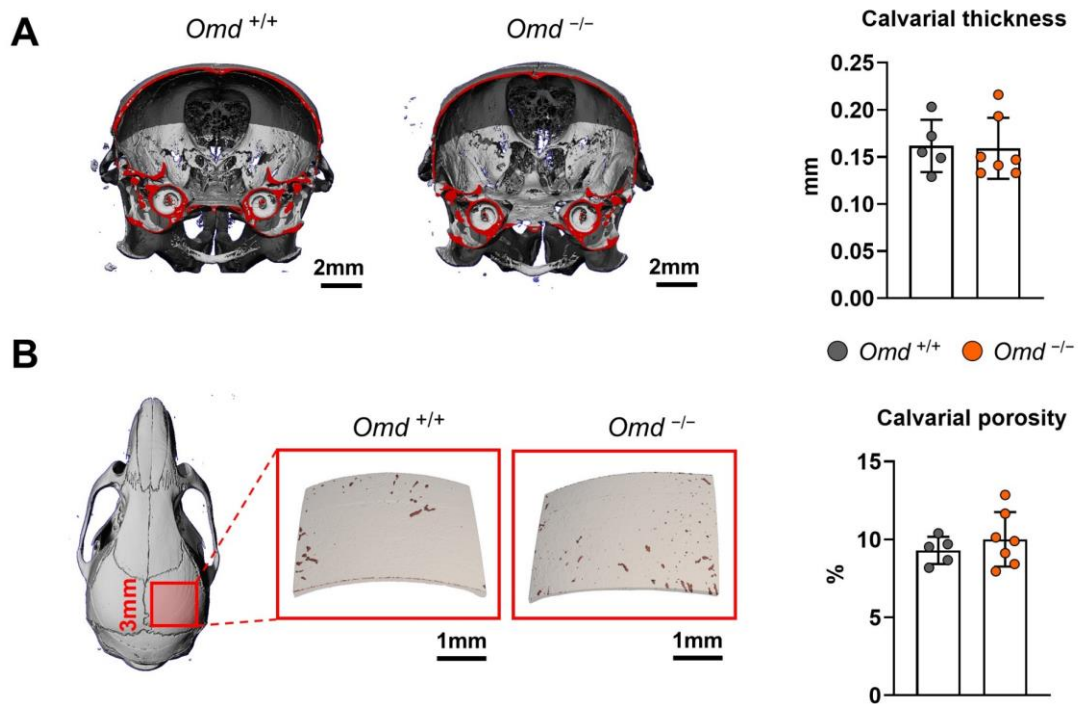 A
Omd +/+
Omd −/−
2mm
2mm
Calvarial thickness
0.25
0.20
0.15
0.10
0.05
0.00
mm
Omd +/+ Omd −/−
B
3mm
Omd +/+
Omd −/−
1mm
1mm
Calvarial porosity
15
10
5
0
%